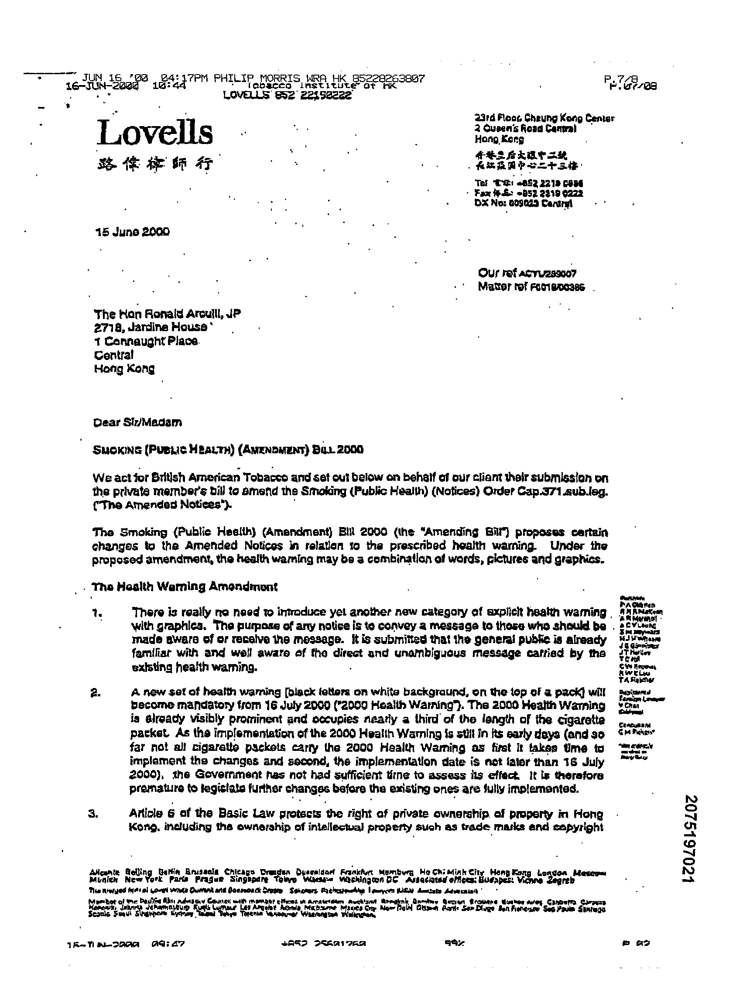 JUN 16 '00 04:17PM PHILIP MORRIS WRA HK 85228263807 P.7/8
16-JUN-2000 10:44 Tobacco Institute of HK P.07/08
LOVELLS 852 22190222
Lovells
路偉律師行
23rd Floor, Cheung Kong Center
2 Queen's Road Central
Hong Kong
香港皇后大道中二號
長江集團中心二十三樓
Tel 電話: +852 2219 0888
Fax 傳真: +852 2219 0222
DX No: 009023 Central
15 June 2000
Our ref ACTL/289007
Matter ref F0018/00386
The Hon Ronald Arculli, JP
2718, Jardine House
1 Connaught Place
Central
Hong Kong
Dear Sir/Madam
SMOKING (PUBLIC HEALTH) (AMENDMENT) BILL 2000
We act for British American Tobacco and set out below on behalf of our client their submission on
the private member's bill to amend the Smoking (Public Health) (Notices) Order Cap.371.sub.leg.
("The Amended Notices").
The Smoking (Public Health) (Amendment) Bill 2000 (the "Amending Bill") proposes certain
changes to the Amended Notices in relation to the prescribed health warning. Under the
proposed amendment, the health warning may be a combination of words, pictures and graphics.
The Health Warning Amendment
1. There is really no need to introduce yet another new category of explicit health warning
with graphics. The purpose of any notice is to convey a message to those who should be
made aware of or receive the message. It is submitted that the general public is already
familiar with and well aware of the direct and unambiguous message carried by the
existing health warning.
2. A new set of health warning [black letters on white background, on the top of a pack] will
become mandatory from 16 July 2000 ("2000 Health Warning"). The 2000 Health Warning
is already visibly prominent and occupies nearly a third of the length of the cigarette
packet. As the implementation of the 2000 Health Warning is still in its early days (and so
far not all cigarette packets carry the 2000 Health Warning as first it takes time to
implement the changes and second, the implementation date is not later than 16 July
2000), the Government has not had sufficient time to assess its effect. It is therefore
premature to legislate further changes before the existing ones are fully implemented.
3. Article 6 of the Basic Law protects the right of private ownership of property in Hong
Kong, including the ownership of intellectual property such as trade marks and copyright
2075197021
Alicante Beijing Berlin Brussels Chicago Dresden Dusseldorf Frankfurt Hamburg Ho Chi Minh City Hong Kong London Moscow
Munich New York Paris Prague Singapore Tokyo Warsaw Washington DC Associated offices: Budapest Vienna Zagreb
16-JUN-2000 09:47 99% P.02